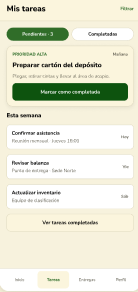 Mis tareas
Filtrar
Pendientes · 3
Completadas
PRIORIDAD ALTA
Mañana
Preparar cartón del depósito
Plegar, retirar cintas y llevar al área de acopio.
Marcar como completada
Esta semana
Confirmar asistencia
Reunión mensual · Jueves 18:00
Hoy
Revisar balanza
Punto de entrega · Sede Norte
Vie
Actualizar inventario
Equipo de clasificación
Sáb
Ver tareas completadas
Inicio
Tareas
Entregas
Perfil